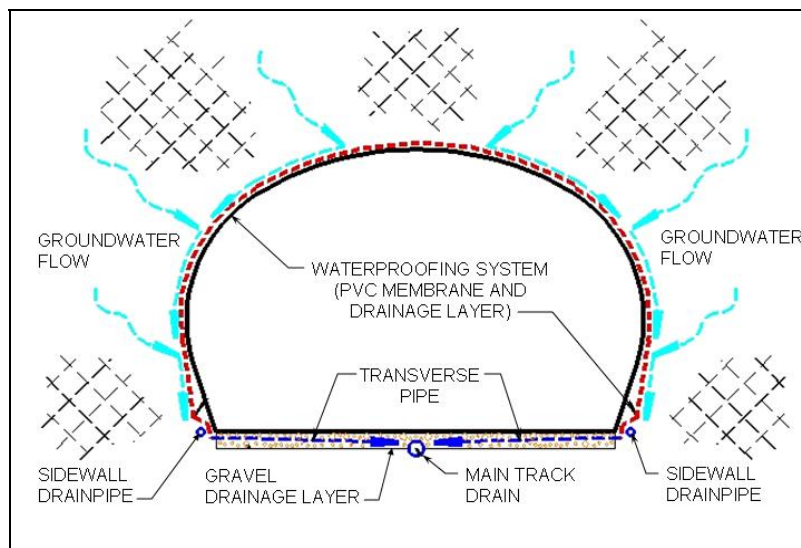 GROUNDWATER
FLOW
GROUNDWATER
FLOW
WATERPROOFING SYSTEM
(PVC MEMBRANE AND
DRAINAGE LAYER)
TRANSVERSE
PIPE
SIDEWALL
DRAINPIPE
GRAVEL
DRAINAGE LAYER
MAIN TRACK
DRAIN
SIDEWALL
DRAINPIPE